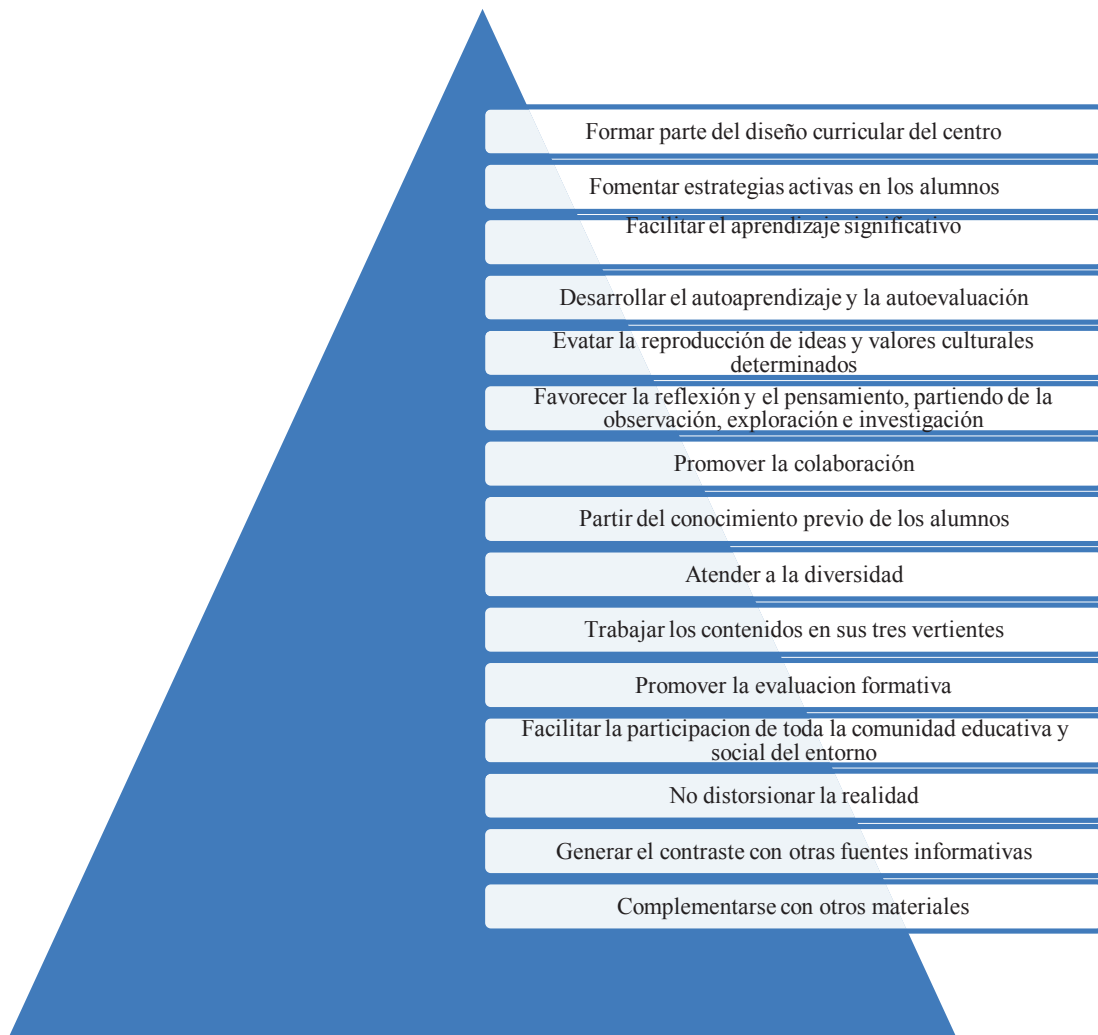 Formar parte del diseño curricular del centro
Fomentar estrategias activas en los alumnos
Facilitar el aprendizaje significativo
Desarrollar el autoaprendizaje y la autoevaluación
Evatar la reproducción de ideas y valores culturales
determinados
Favorecer la reflexión y el pensamiento, partiendo de la
observación, exploración e investigación
Promover la colaboración
Partir del conocimiento previo de los alumnos
Atender a la diversidad
Trabajar los contenidos en sus tres vertientes
Promover la evaluacion formativa
Facilitar la participacion de toda la comunidad educativa y
social del entorno
No distorsionar la realidad
Generar el contraste con otras fuentes informativas
Complementarse con otros materiales